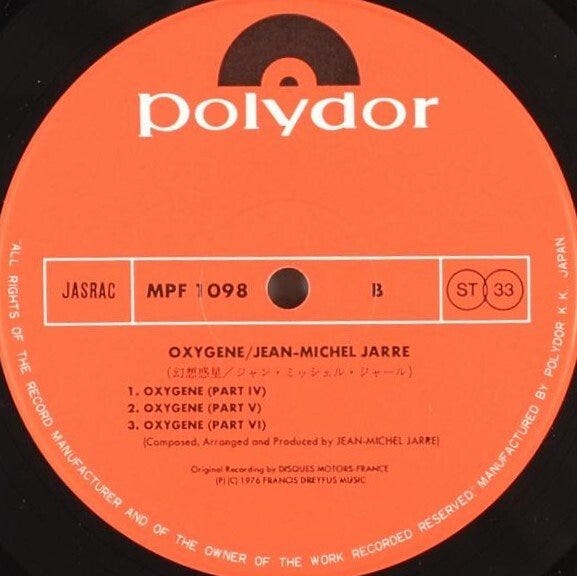 polydor
JASRAC MPF 1098 B ST 33
OXYGENE/JEAN-MICHEL JARRE
(幻想惑星/ジャン・ミッシェル・ジャール)
1. OXYGENE (PART IV)
2. OXYGENE (PART V)
3. OXYGENE (PART VI)
(Composed, Arranged and Produced by JEAN-MICHEL JARRE)
Original Recording by DISQUES MOTORS-FRANCE
(P) (C) 1976 FRANCIS DREYFUS MUSIC
"ALL RIGHTS OF THE RECORD MANUFACTURER AND OF THE OWNER OF THE WORK RECORDED RESERVED" MANUFACTURED BY POLYDOR K. K. JAPAN.